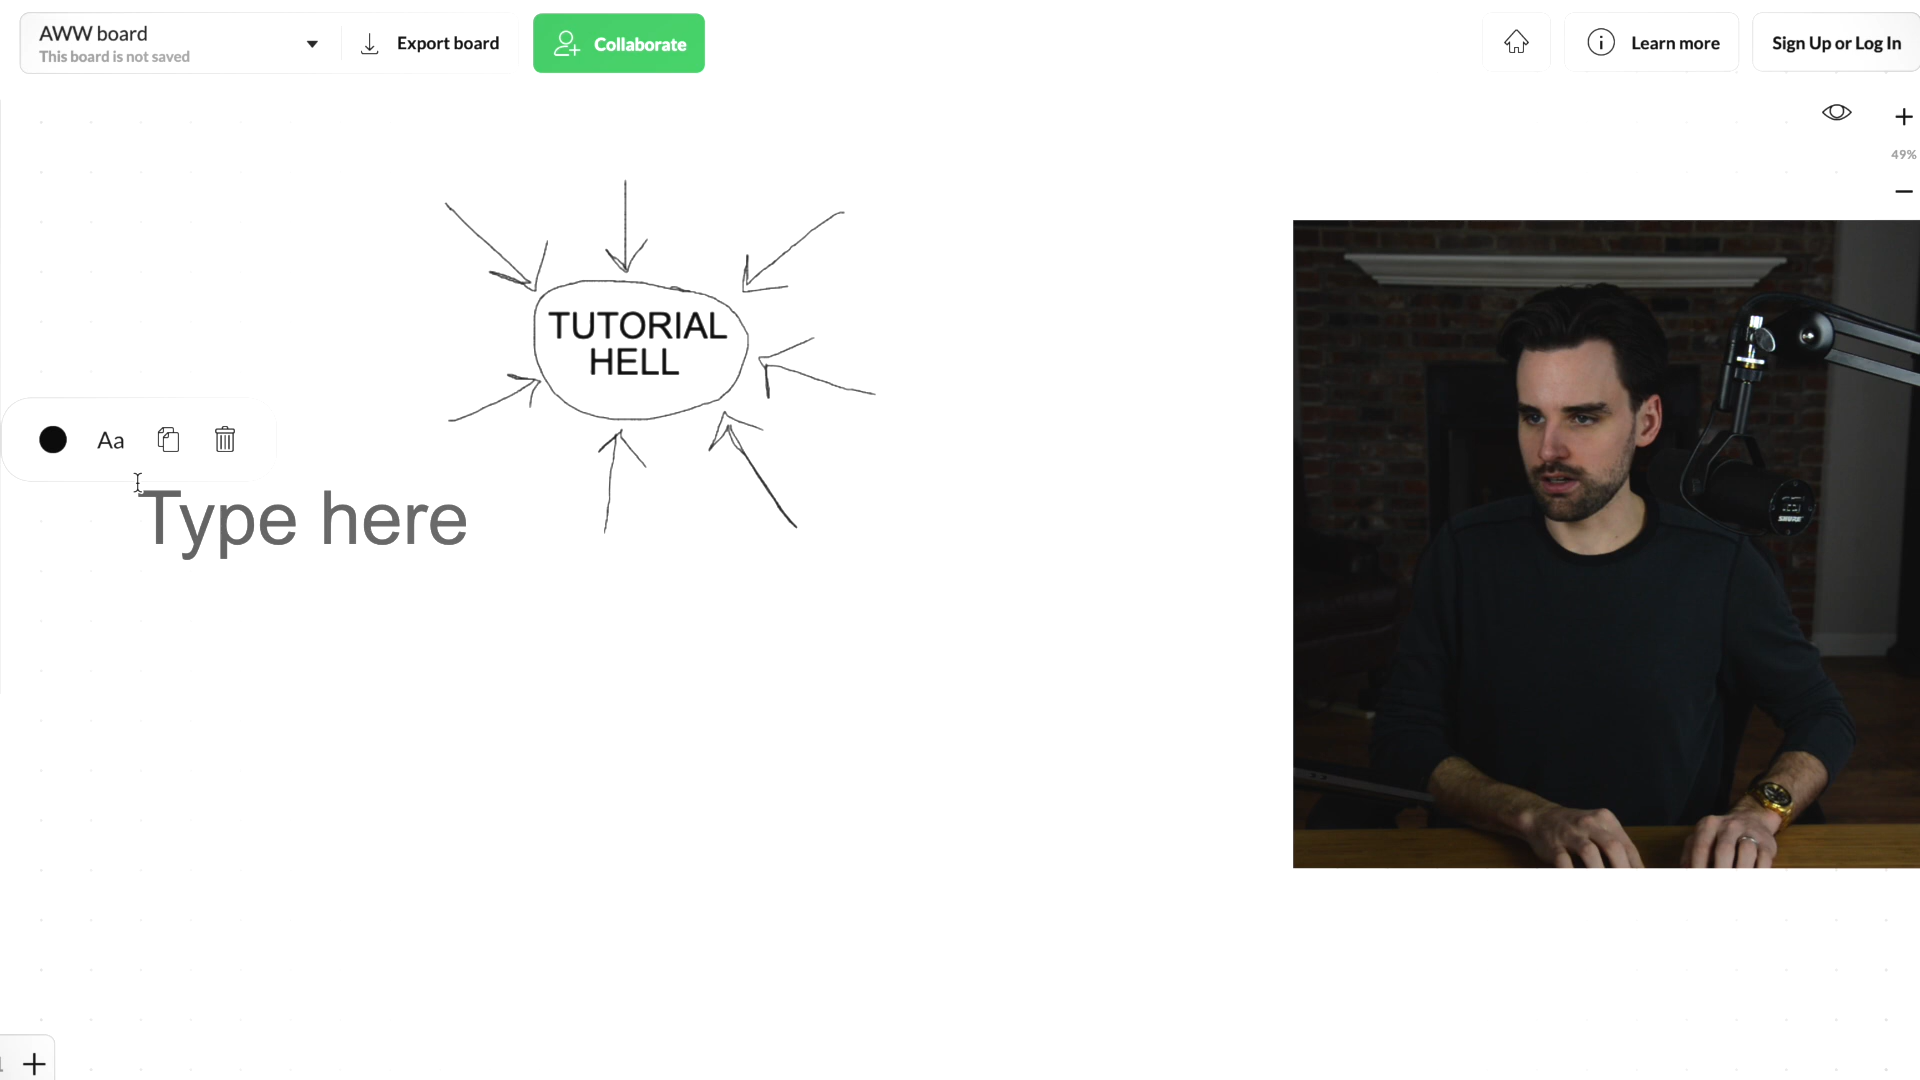 AWW board
This board is not saved
Export board
Collaborate
Learn more
Sign Up or Log In
49%
TUTORIAL
HELL
Aa
Type here
SHURE